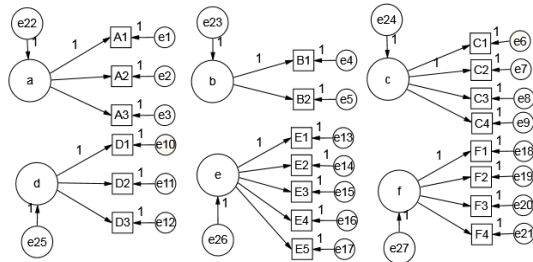 e22
1
a
1
A1
1
e1
A2
1
e2
A3
1
e3
e23
1
b
1
B1
1
e4
B2
1
e5
e24
1
c
1
C1
1
e6
C2
1
e7
C3
1
e8
C4
1
e9
d
1
e25
1
D1
1
e10
D2
1
e11
D3
1
e12
e
1
e26
1
E1
1
e13
E2
1
e14
E3
1
e15
E4
1
e16
E5
1
e17
f
1
e27
1
F1
1
e18
F2
1
e19
F3
1
e20
F4
1
e21